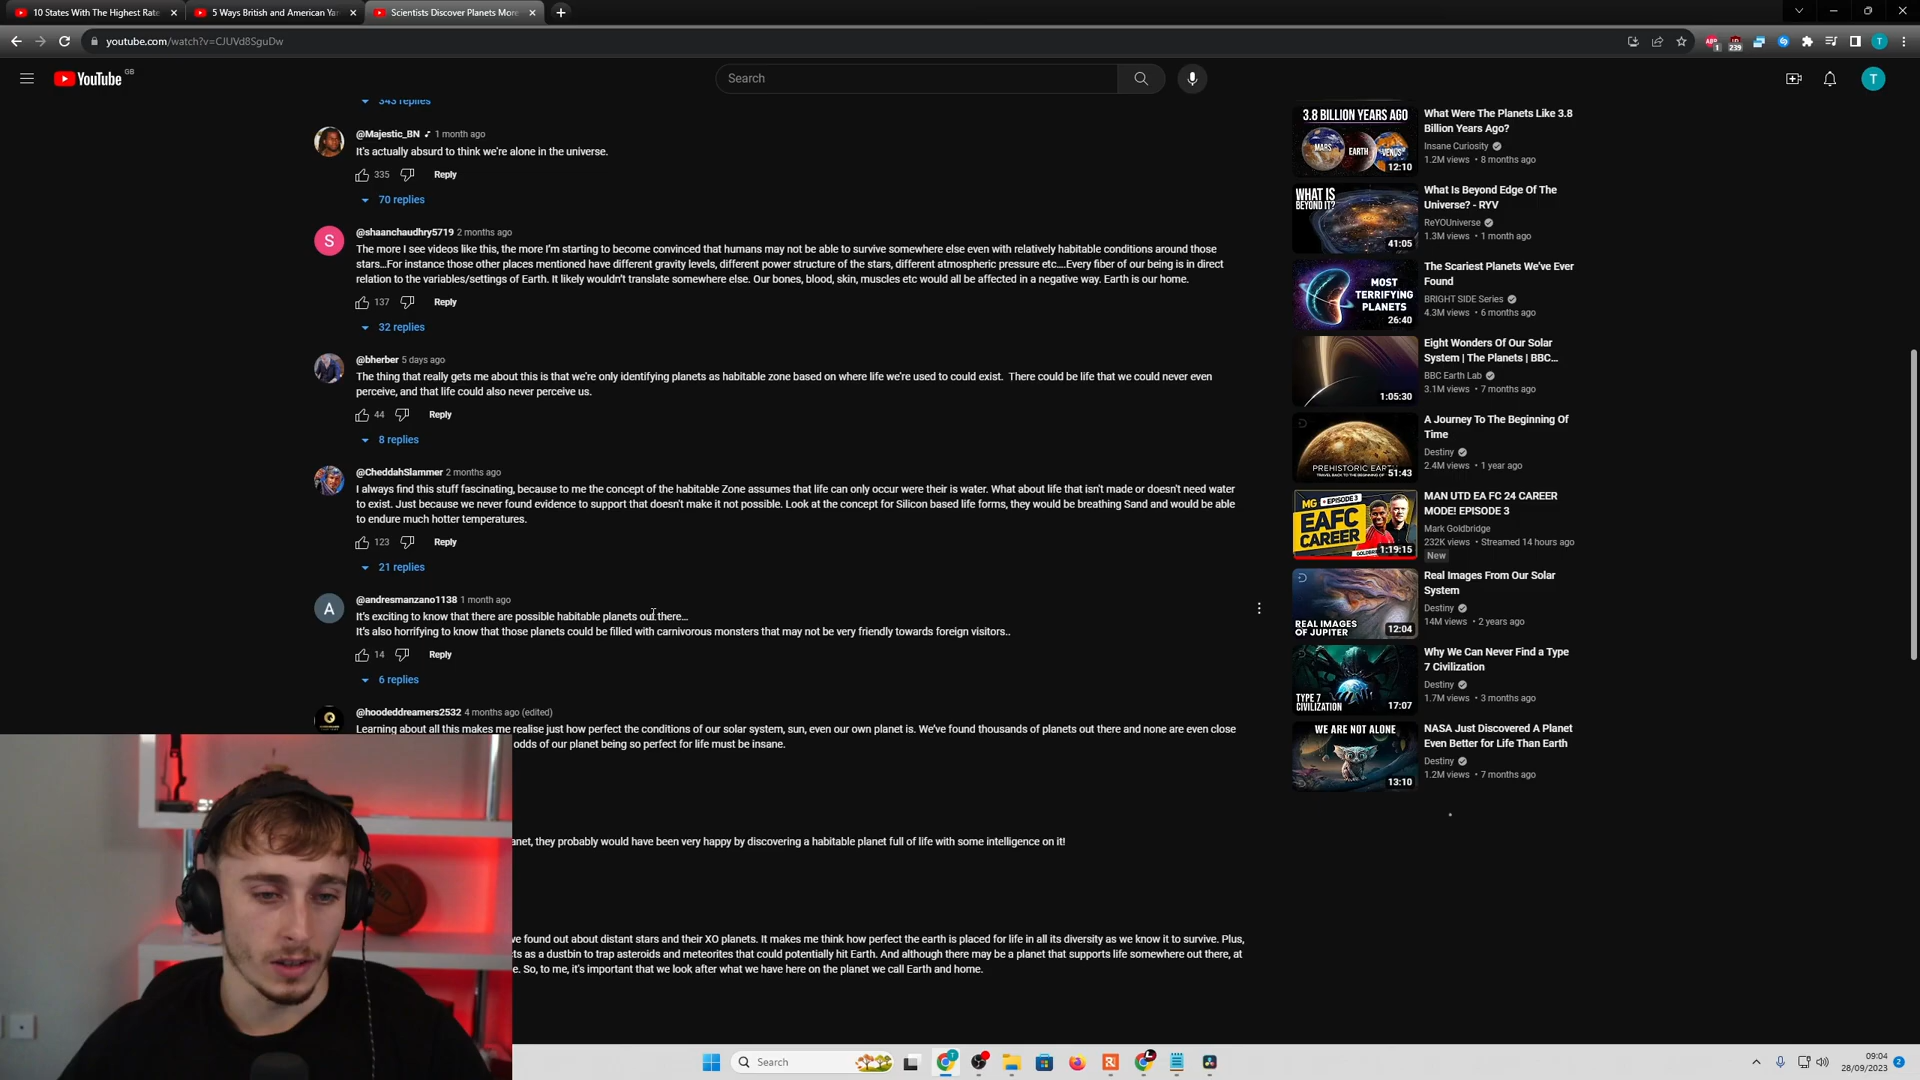 10 States With The Highest Rate
5 Ways British and American Yar
Scientists Discover Planets More
youtube.com/watch?v=CJUVd8SguDw
ABP
1
239
T
YouTube GB
Search
T
343 replies
@Majestic_BN 1 month ago
It's actually absurd to think we're alone in the universe.
335 Reply
70 replies
S
@shaanchaudhry5719 2 months ago
The more I see videos like this, the more I'm starting to become convinced that humans may not be able to survive somewhere else even with relatively habitable conditions around those
stars...For instance those other places mentioned have different gravity levels, different power structure of the stars, different atmospheric pressure etc....Every fiber of our being is in direct
relation to the variables/settings of Earth. It likely wouldn't translate somewhere else. Our bones, blood, skin, muscles etc would all be affected in a negative way. Earth is our home.
137 Reply
32 replies
@bherber 5 days ago
The thing that really gets me about this is that we're only identifying planets as habitable zone based on where life we're used to could exist. There could be life that we could never even
perceive, and that life could also never perceive us.
44 Reply
8 replies
@CheddahSlammer 2 months ago
I always find this stuff fascinating, because to me the concept of the habitable Zone assumes that life can only occur were their is water. What about life that isn't made or doesn't need water
to exist. Just because we never found evidence to support that doesn't make it not possible. Look at the concept for Silicon based life forms, they would be breathing Sand and would be able
to endure much hotter temperatures.
123 Reply
21 replies
A
@andresmanzano1138 1 month ago
It's exciting to know that there are possible habitable planets out there...
It's also horrifying to know that those planets could be filled with carnivorous monsters that may not be very friendly towards foreign visitors..
14 Reply
6 replies
@hoodeddreamers2532 4 months ago (edited)
Learning about all this makes me realise just how perfect the conditions of our solar system, sun, even our own planet is. We've found thousands of planets out there and none are even close
odds of our planet being so perfect for life must be insane.
anet, they probably would have been very happy by discovering a habitable planet full of life with some intelligence on it!
ve found out about distant stars and their XO planets. It makes me think how perfect the earth is placed for life in all its diversity as we know it to survive. Plus,
ts as a dustbin to trap asteroids and meteorites that could potentially hit Earth. And although there may be a planet that supports life somewhere out there, at
e. So, to me, it's important that we look after what we have here on the planet we call Earth and home.
3.8 BILLION YEARS AGO
MARS
EARTH
VENUS
12:10
What Were The Planets Like 3.8
Billion Years Ago?
Insane Curiosity
1.2M views • 8 months ago
WHAT IS
BEYOND IT?
41:05
What Is Beyond Edge Of The
Universe? - RYV
ReYOUniverse
1.3M views • 1 month ago
MOST
TERRIFYING
PLANETS
26:40
The Scariest Planets We've Ever
Found
BRIGHT SIDE Series
4.3M views • 6 months ago
1:05:30
Eight Wonders Of Our Solar
System | The Planets | BBC...
BBC Earth Lab
3.1M views • 7 months ago
PREHISTORIC EARTH
51:43
A Journey To The Beginning Of
Time
Destiny
2.4M views • 1 year ago
MG EPISODE 3
EAFC
CAREER
1:19:15
MAN UTD EA FC 24 CAREER
MODE! EPISODE 3
Mark Goldbridge
232K views • Streamed 14 hours ago
New
REAL IMAGES
OF JUPITER
12:04
Real Images From Our Solar
System
Destiny
14M views • 2 years ago
TYPE 7
CIVILIZATION
17:07
Why We Can Never Find a Type
7 Civilization
Destiny
1.7M views • 3 months ago
WE ARE NOT ALONE
13:10
NASA Just Discovered A Planet
Even Better for Life Than Earth
Destiny
1.2M views • 7 months ago
Search
09:04
28/09/2023
2